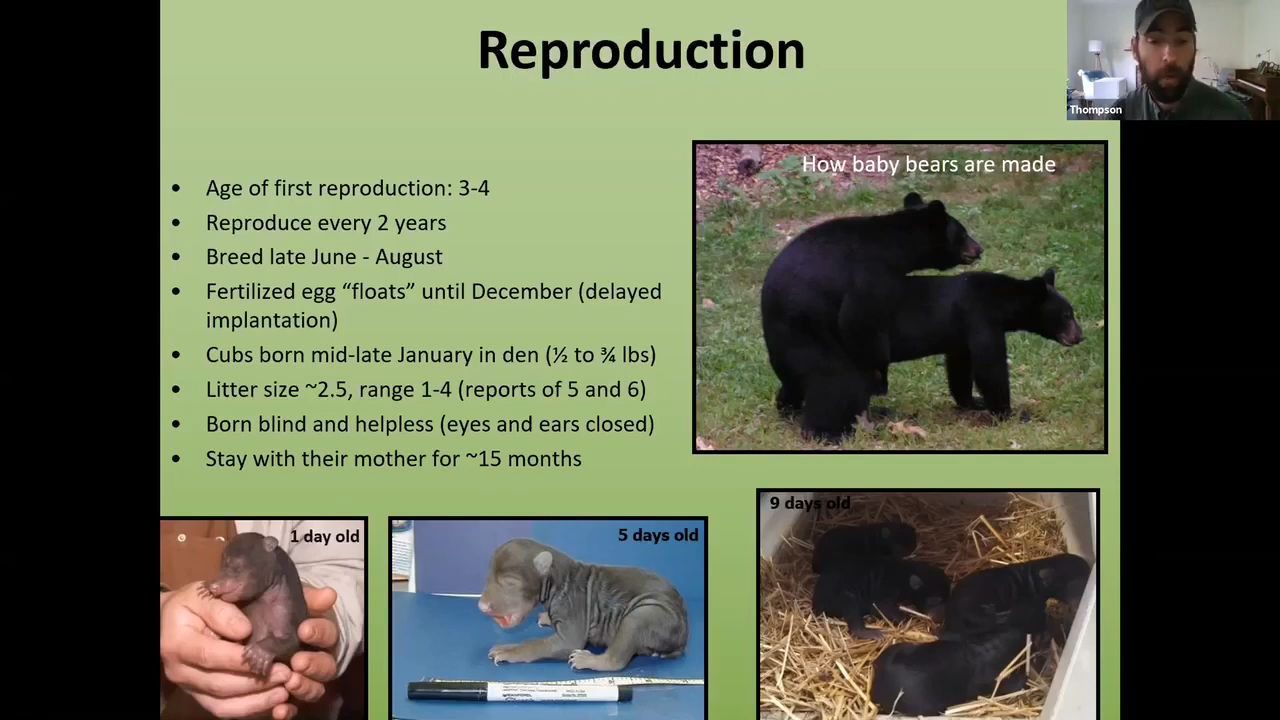 Reproduction
Thompson
How baby bears are made
• Age of first reproduction: 3-4
• Reproduce every 2 years
• Breed late June - August
• Fertilized egg “floats” until December (delayed
implantation)
• Cubs born mid-late January in den (½ to ¾ lbs)
• Litter size ~2.5, range 1-4 (reports of 5 and 6)
• Born blind and helpless (eyes and ears closed)
• Stay with their mother for ~15 months
1 day old
5 days old
9 days old